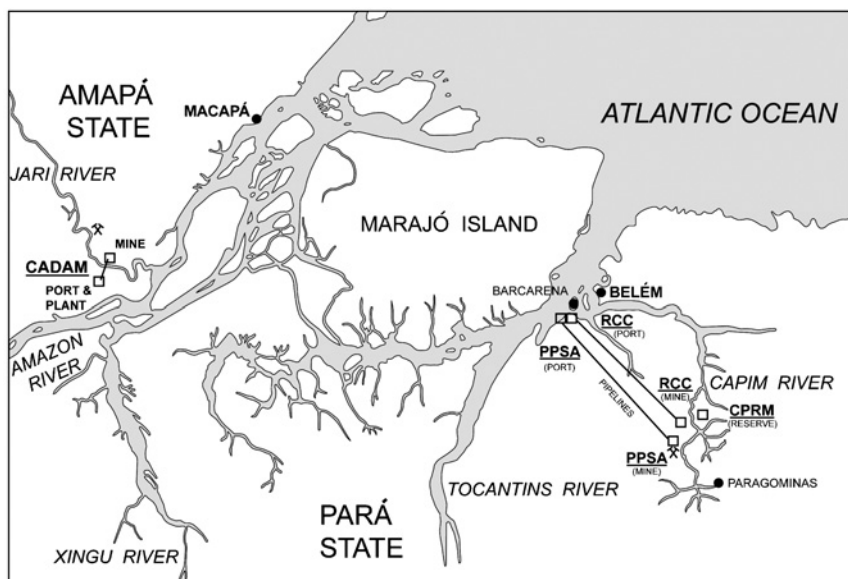 AMAPÁ
STATE
MACAPÁ
ATLANTIC OCEAN
JARI RIVER
MINE
CADAM
PORT &
PLANT
MARAJÓ ISLAND
BARCARENA
BELÉM
RCC
(PORT)
PPSA
(PORT)
AMAZON
RIVER
PIPELINES
RCC
(MINE)
CAPIM RIVER
CPRM
(RESERVE)
PPSA
(MINE)
PARAGOMINAS
TOCANTINS RIVER
PARÁ
STATE
XINGU RIVER